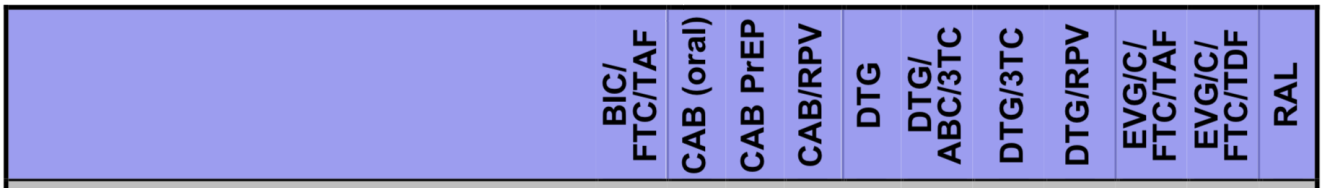 BIC/
FTC/TAF
CAB (oral)
CAB PrEP
CAB/RPV
DTG
DTG/
ABC/3TC
DTG/3TC
DTG/RPV
EVG/C/
FTC/TAF
EVG/C/
FTC/TDF
RAL